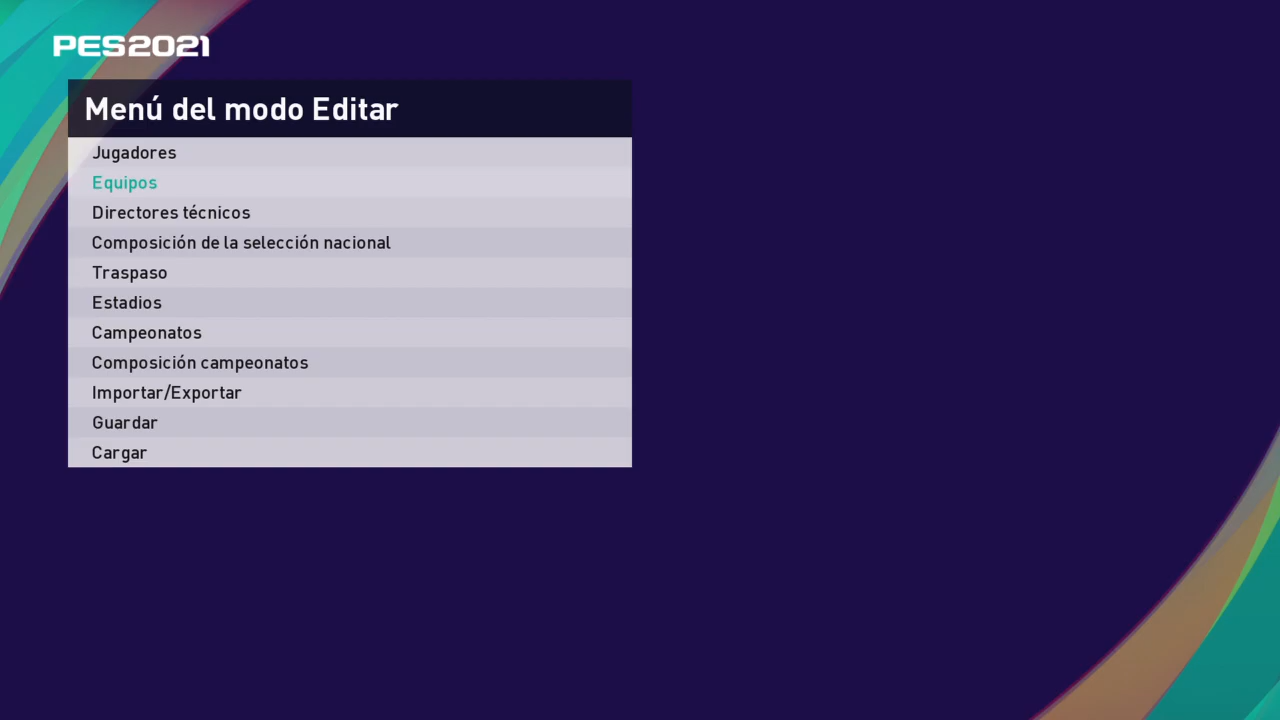 PES2021
Menú del modo Editar
Jugadores
Equipos
Directores técnicos
Composición de la selección nacional
Traspaso
Estadios
Campeonatos
Composición campeonatos
Importar/Exportar
Guardar
Cargar